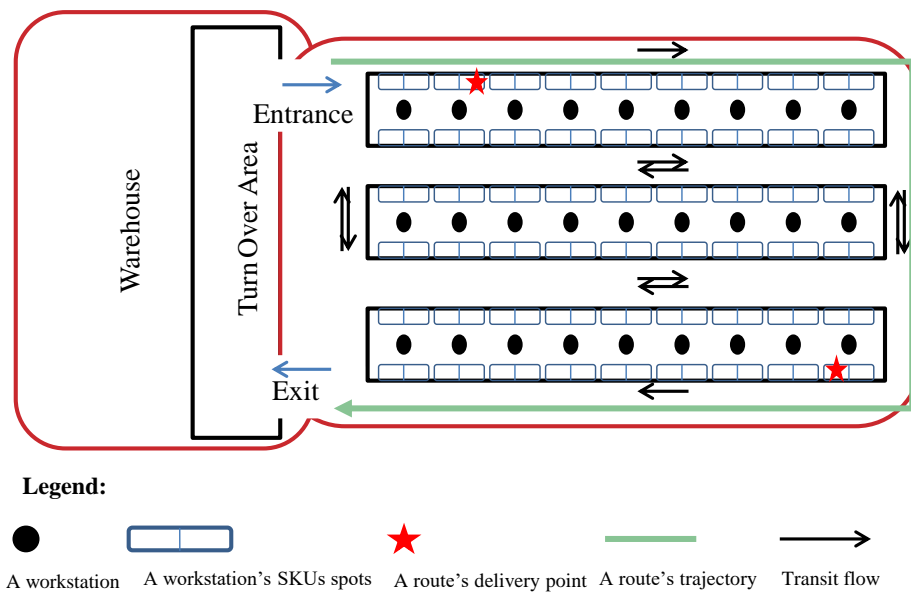 Entrance
Warehouse
Turn Over Area
Exit
Legend:
A workstation
A workstation's SKUs spots
A route's delivery point
A route's trajectory
Transit flow